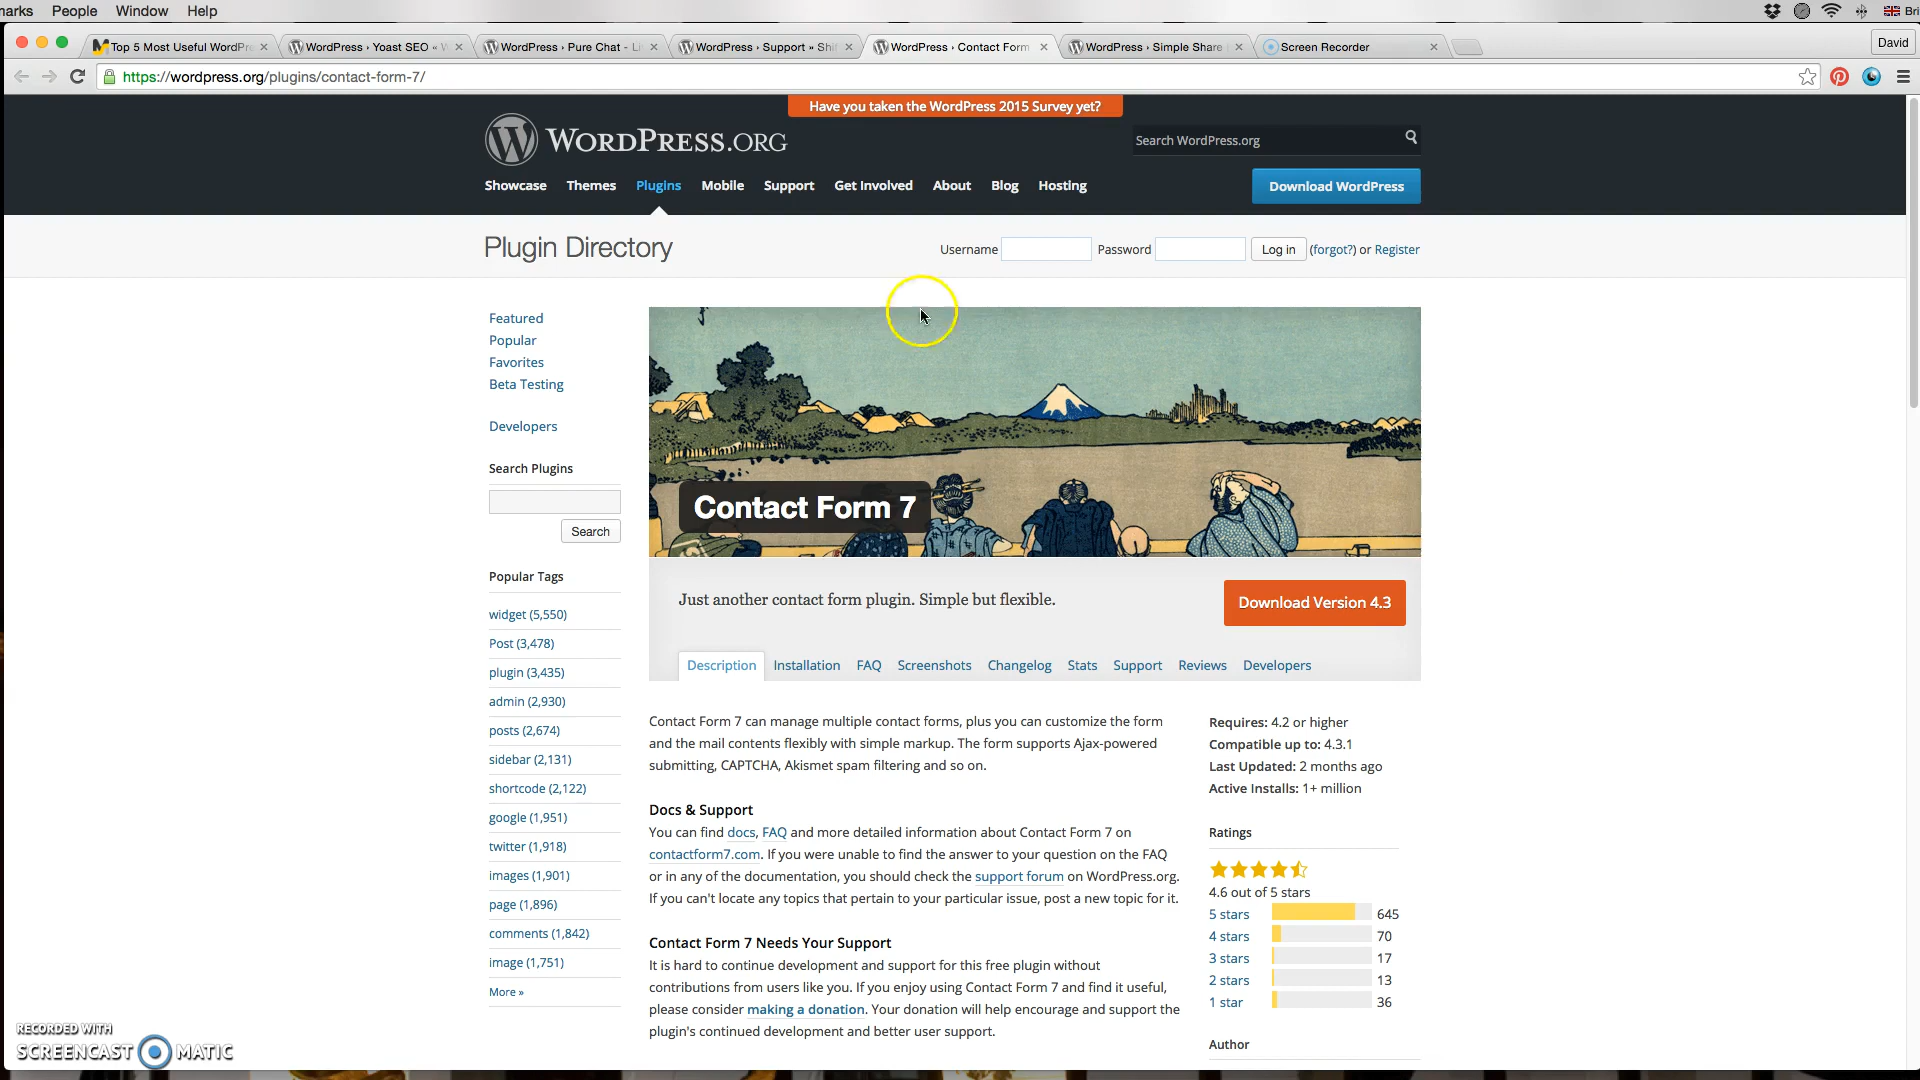 marks People Window Help Bri
Top 5 Most Useful WordPr WordPress › Yoast SEO « W WordPress › Pure Chat - Li WordPress › Support » Shi WordPress › Contact Form WordPress › Simple Share Screen Recorder David
https://wordpress.org/plugins/contact-form-7/
Have you taken the WordPress 2015 Survey yet?
WORDPRESS.ORG
Search WordPress.org
Showcase Themes Plugins Mobile Support Get Involved About Blog Hosting
Download WordPress
Plugin Directory
Username Password Log in (forgot?) or Register
Featured
Popular
Favorites
Beta Testing
Developers
Search Plugins
Search
Popular Tags
widget (5,550)
Post (3,478)
plugin (3,435)
admin (2,930)
posts (2,674)
sidebar (2,131)
shortcode (2,122)
google (1,951)
twitter (1,918)
images (1,901)
page (1,896)
comments (1,842)
image (1,751)
More »
Contact Form 7
Just another contact form plugin. Simple but flexible.
Download Version 4.3
Description Installation FAQ Screenshots Changelog Stats Support Reviews Developers
Contact Form 7 can manage multiple contact forms, plus you can customize the form
and the mail contents flexibly with simple markup. The form supports Ajax-powered
submitting, CAPTCHA, Akismet spam filtering and so on.
Docs & Support
You can find docs, FAQ and more detailed information about Contact Form 7 on
contactform7.com. If you were unable to find the answer to your question on the FAQ
or in any of the documentation, you should check the support forum on WordPress.org.
If you can't locate any topics that pertain to your particular issue, post a new topic for it.
Contact Form 7 Needs Your Support
It is hard to continue development and support for this free plugin without
contributions from users like you. If you enjoy using Contact Form 7 and find it useful,
please consider making a donation. Your donation will help encourage and support the
plugin's continued development and better user support.
Requires: 4.2 or higher
Compatible up to: 4.3.1
Last Updated: 2 months ago
Active Installs: 1+ million
Ratings
4.6 out of 5 stars
5 stars 645
4 stars 70
3 stars 17
2 stars 13
1 star 36
Author
RECORDED WITH
SCREENCAST MATIC